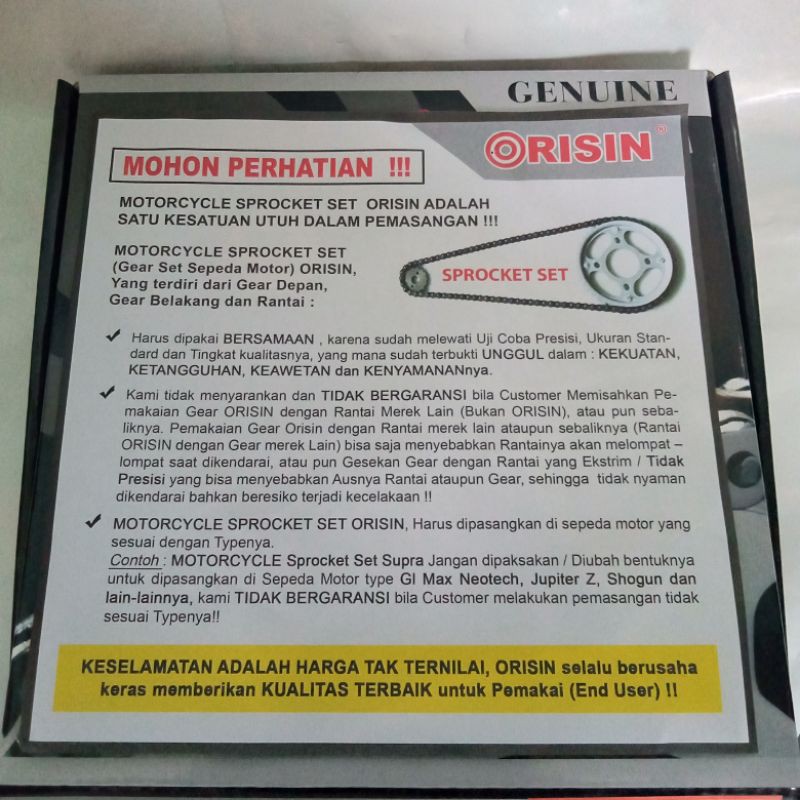 GENUINE
ORISIN®
MOHON PERHATIAN !!!
MOTORCYCLE SPROCKET SET ORISIN ADALAH
SATU KESATUAN UTUH DALAM PEMASANGAN !!!
MOTORCYCLE SPROCKET SET
(Gear Set Sepeda Motor) ORISIN,
Yang terdiri dari Gear Depan,
Gear Belakang dan Rantai :
SPROCKET SET
✓ Harus dipakai BERSAMAAN , karena sudah melewati Uji Coba Presisi, Ukuran Stan-
dard dan Tingkat kualitasnya, yang mana sudah terbukti UNGGUL dalam : KEKUATAN,
KETANGGUHAN, KEAWETAN dan KENYAMANANnya.
✓ Kami tidak menyarankan dan TIDAK BERGARANSI bila Customer Memisahkan Pe-
makaian Gear ORISIN dengan Rantai Merek Lain (Bukan ORISIN), atau pun seba-
liknya. Pemakaian Gear Orisin dengan Rantai merek lain ataupun sebaliknya (Rantai
ORISIN dengan Gear merek Lain) bisa saja menyebabkan Rantainya akan melompat –
lompat saat dikendarai, atau pun Gesekan Gear dengan Rantai yang Ekstrim / Tidak
Presisi yang bisa menyebabkan Ausnya Rantai ataupun Gear, sehingga tidak nyaman
dikendarai bahkan beresiko terjadi kecelakaan !!
✓ MOTORCYCLE SPROCKET SET ORISIN, Harus dipasangkan di sepeda motor yang
sesuai dengan Typenya.
Contoh : MOTORCYCLE Sprocket Set Supra Jangan dipaksakan / Diubah bentuknya
untuk dipasangkan di Sepeda Motor type Gl Max Neotech, Jupiter Z, Shogun dan
lain-lainnya, kami TIDAK BERGARANSI bila Customer melakukan pemasangan tidak
sesuai Typenya!!
KESELAMATAN ADALAH HARGA TAK TERNILAI, ORISIN selalu berusaha
keras memberikan KUALITAS TERBAIK untuk Pemakai (End User) !!